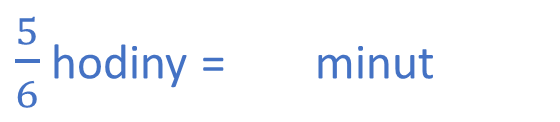 5/6 hodiny = minut